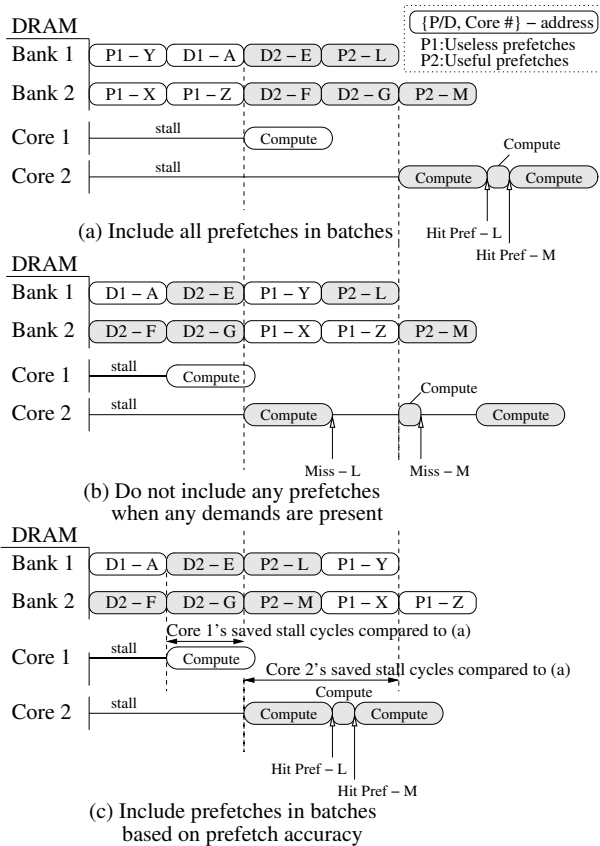 DRAM
{P/D, Core #} – address
P1:Useless prefetches
P2:Useful prefetches
Bank 1 P1 – Y D1 – A D2 – E P2 – L
Bank 2 P1 – X P1 – Z D2 – F D2 – G P2 – M
Core 1 stall Compute
Compute
Core 2 stall Compute Compute
Hit Pref – L
Hit Pref – M
(a) Include all prefetches in batches
DRAM
Bank 1 D1 – A D2 – E P1 – Y P2 – L
Bank 2 D2 – F D2 – G P1 – X P1 – Z P2 – M
Core 1 stall Compute
Compute
Core 2 stall Compute Compute
Miss – L Miss – M
(b) Do not include any prefetches
when any demands are present
DRAM
Bank 1 D1 – A D2 – E P2 – L P1 – Y
Bank 2 D2 – F D2 – G P2 – M P1 – X P1 – Z
Core 1's saved stall cycles compared to (a)
Core 1 stall Compute
Core 2's saved stall cycles compared to (a)
Compute
Core 2 stall Compute Compute
Hit Pref – L
Hit Pref – M
(c) Include prefetches in batches
based on prefetch accuracy